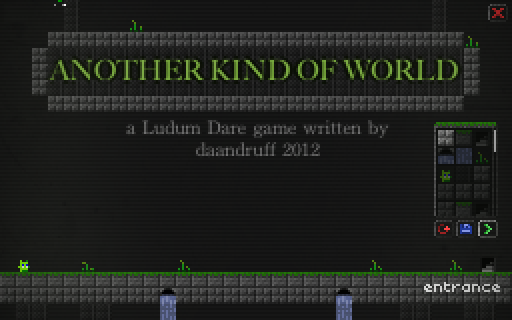 ANOTHER KIND OF WORLD
a Ludum Dare game written by
daandruff 2012
entrance